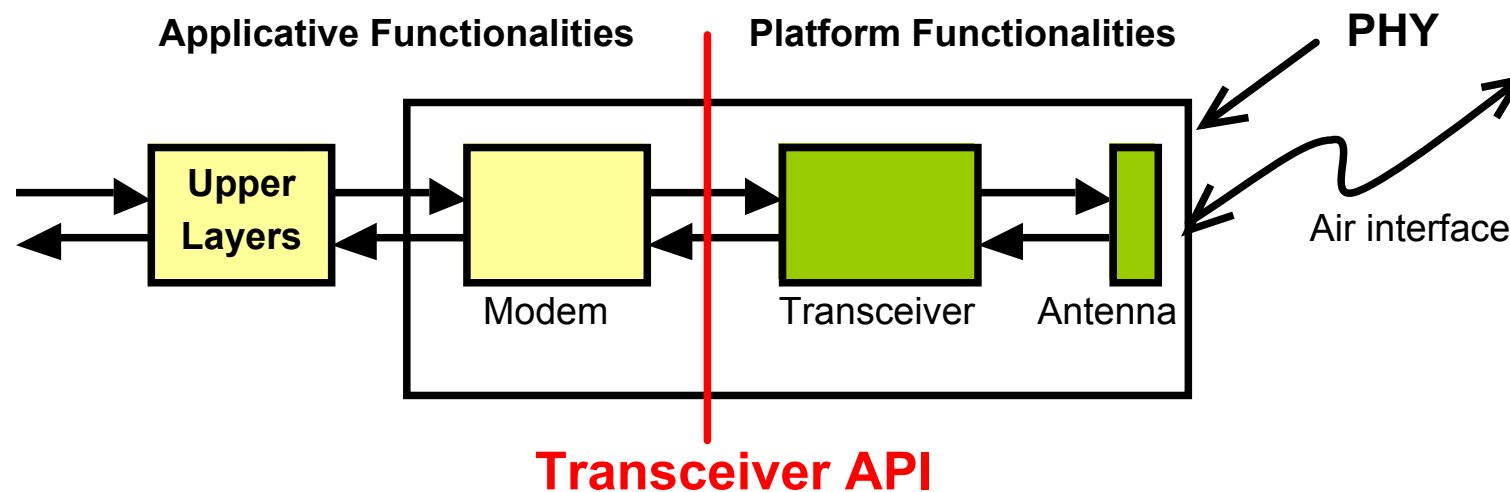 Applicative Functionalities
Platform Functionalities
PHY
Upper
Layers
Air interface
Modem
Transceiver
Antenna
Transceiver API